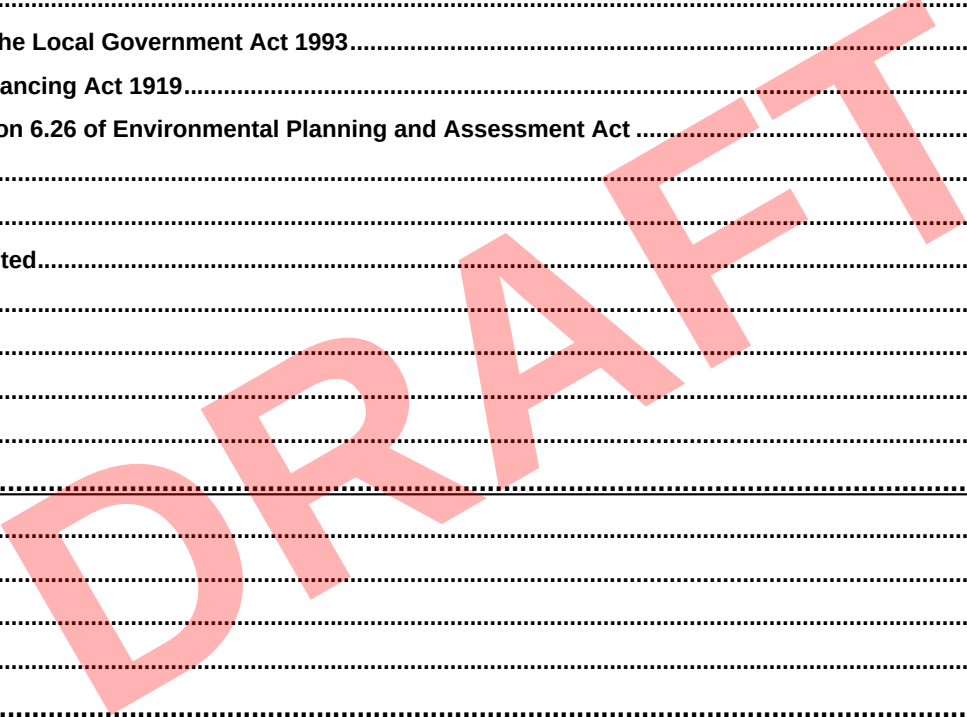 he Local Government Act 1993
ancing Act 1919
on 6.26 of Environmental Planning and Assessment Act
ted
DRAFT